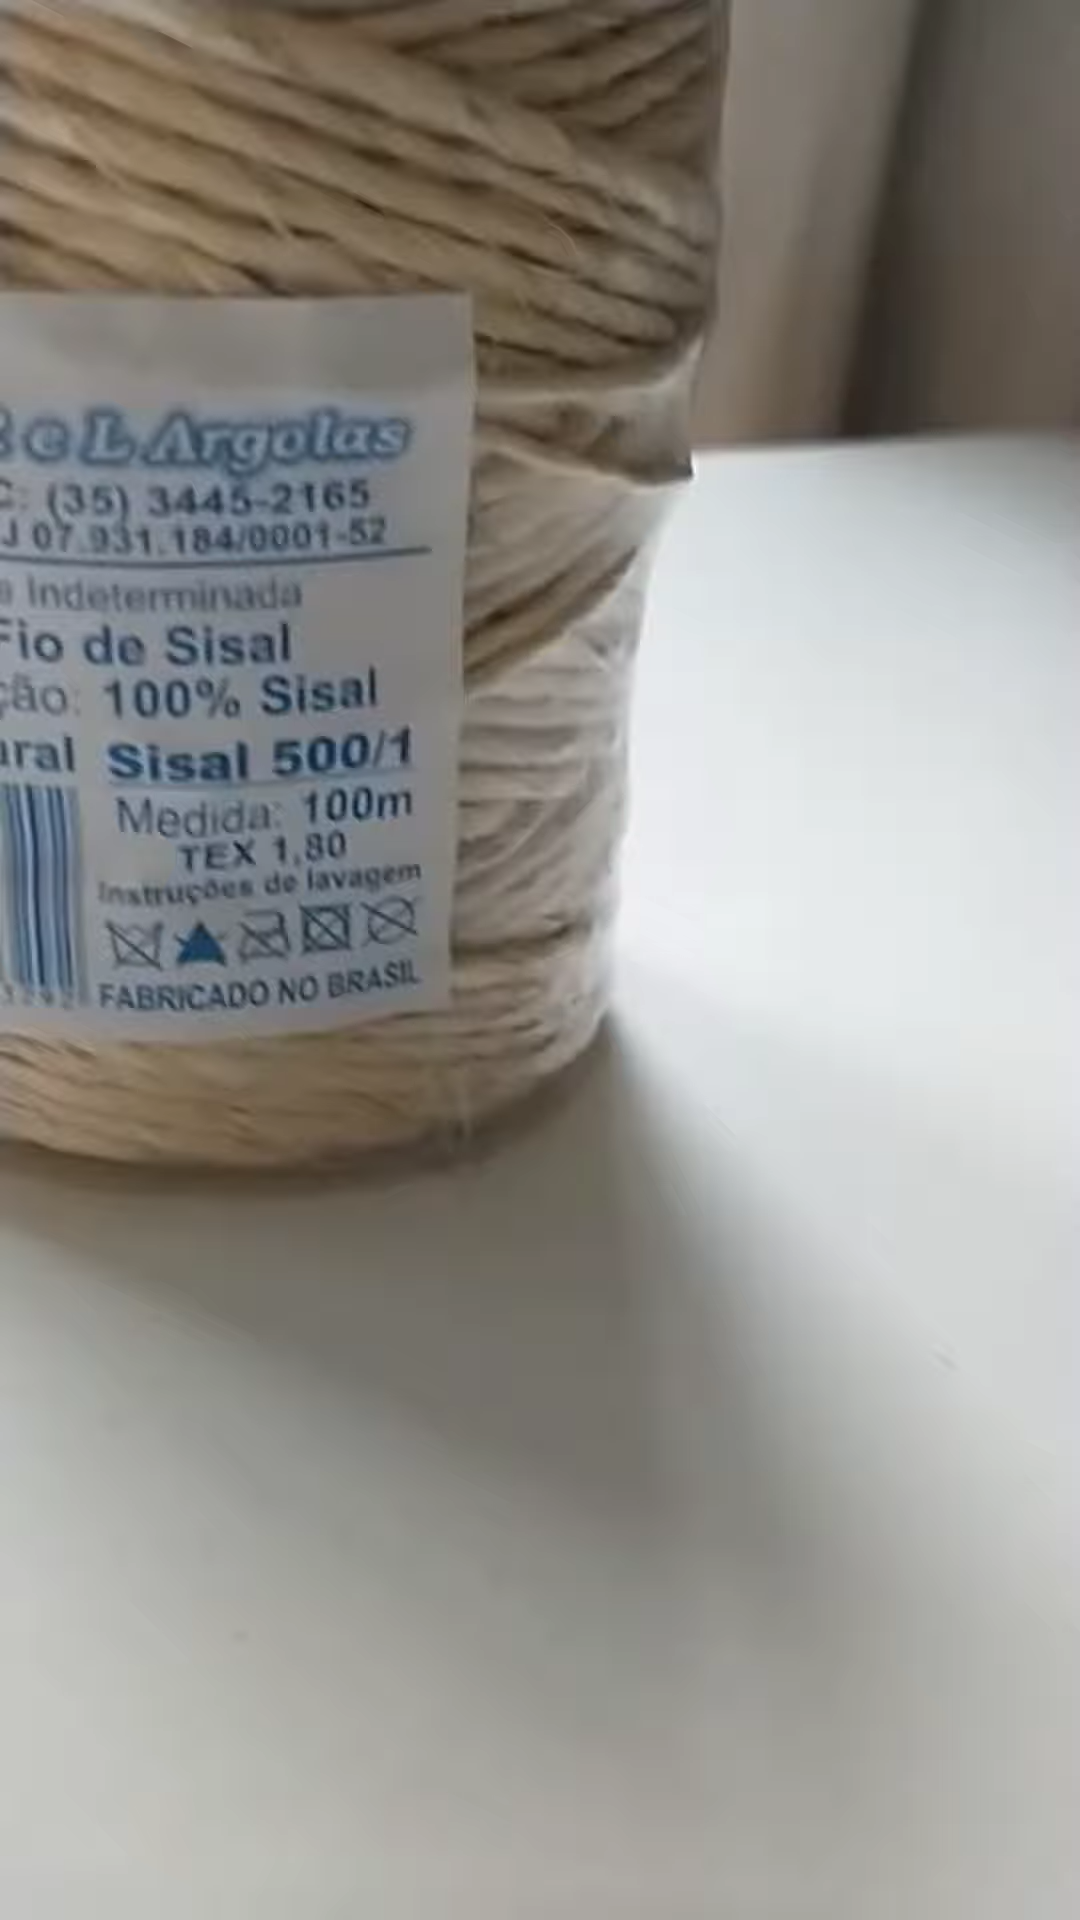 e L Argolas
C: (35) 3445-2165
J 07.931.184/0001-52
Indeterminada
Fio de Sisal
ção: 100% Sisal
ural Sisal 500/1
Medida: 100m
TEX 1,80
Instruções de lavagem
FABRICADO NO BRASIL